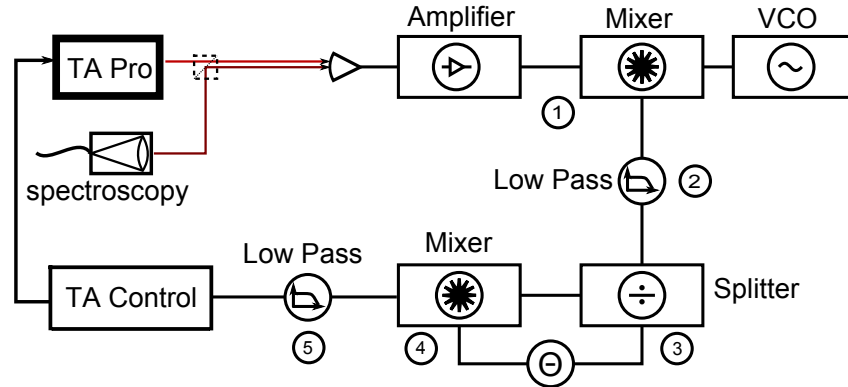 Amplifier
Mixer
VCO
TA Pro
1
spectroscopy
Low Pass
2
Low Pass
Mixer
TA Control
Splitter
5
4
3
Θ